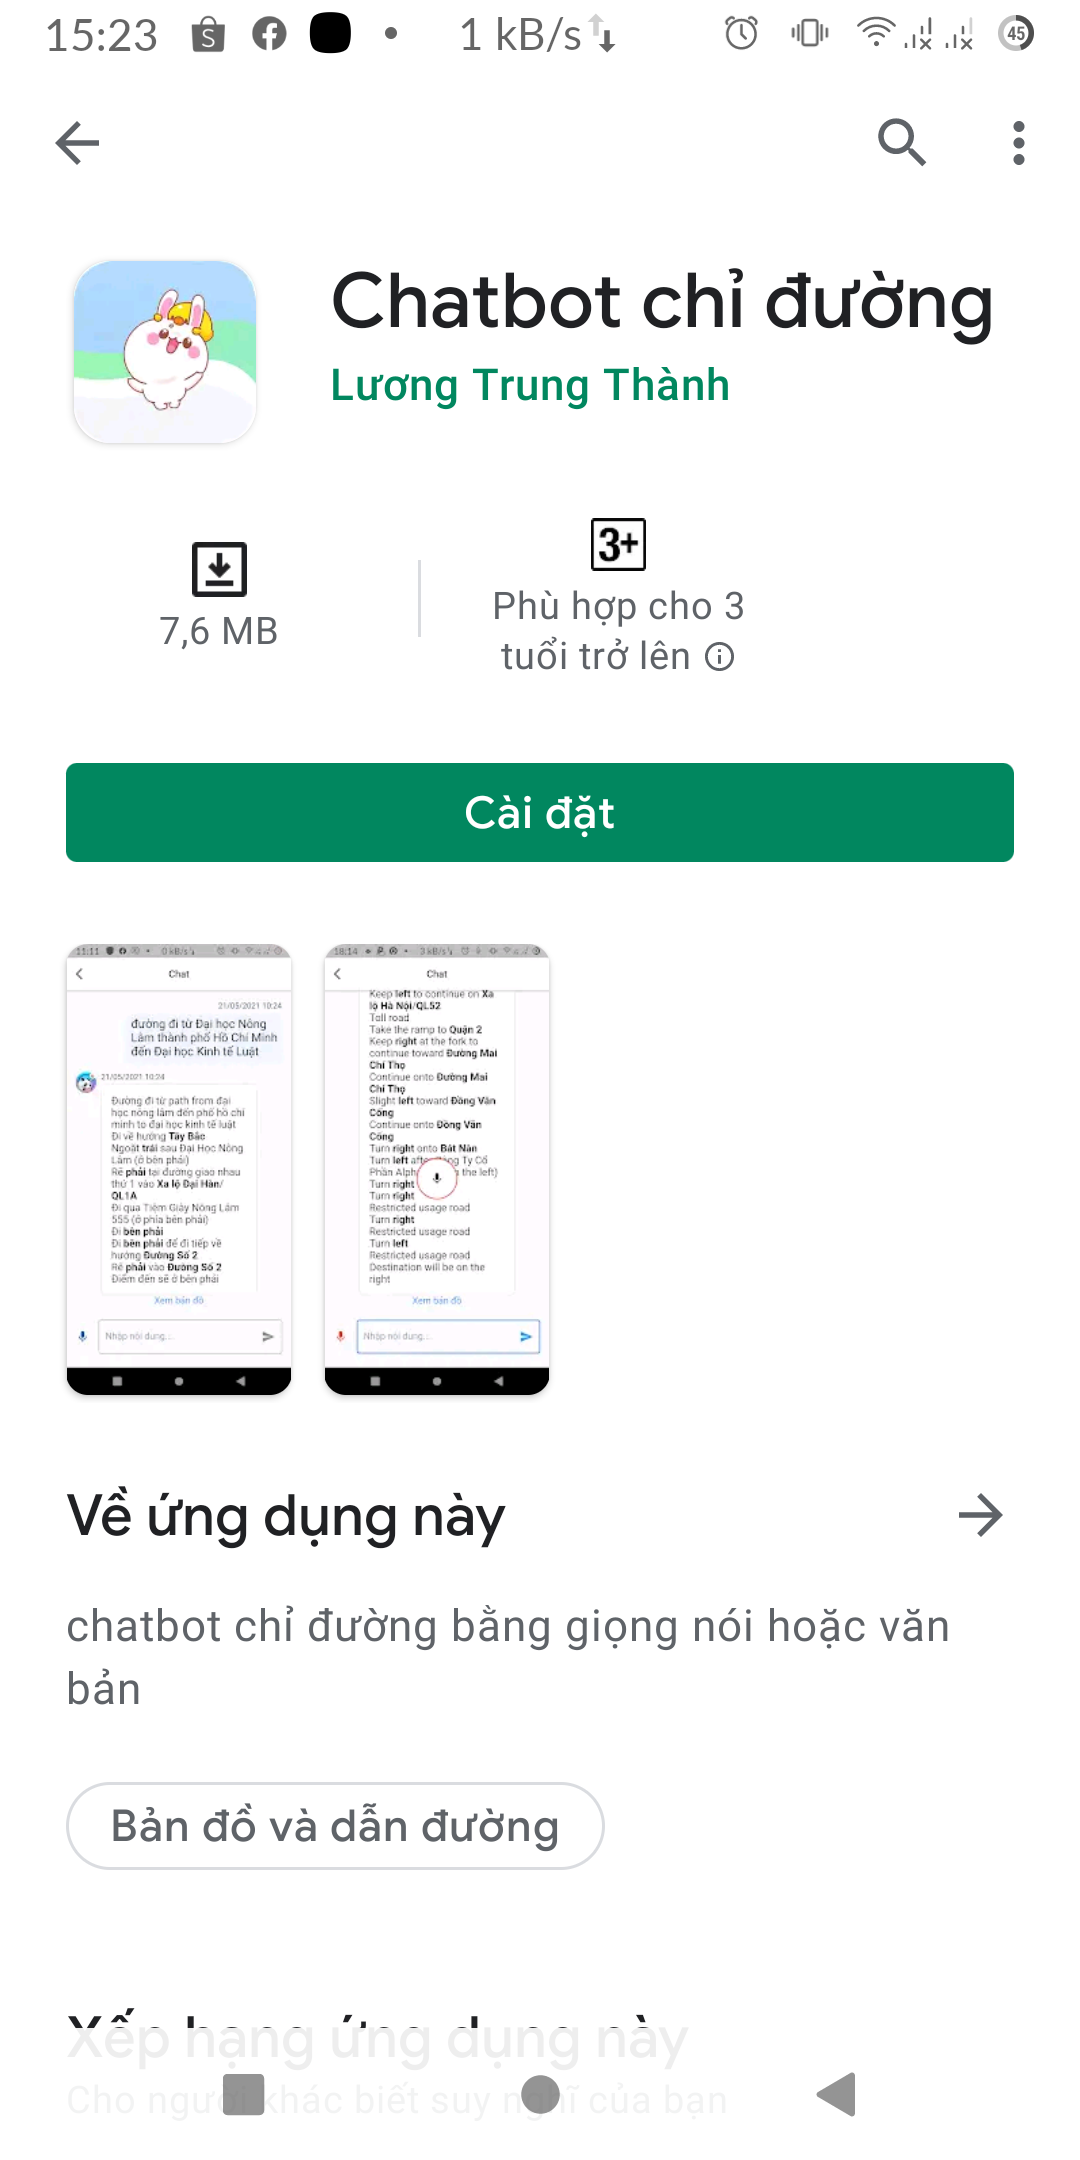 15:23
1 kB/s
45
Chatbot chỉ đường
Lương Trung Thành
3+
7,6 MB
Phù hợp cho 3
tuổi trở lên
Cài đặt
11:11 0 kB/s
Chat
21/05/2021 10:24
đường đi từ Đại học Nông
Lâm thành phố Hồ Chí Minh
đến Đại học Kinh tế Luật
21/05/2021 10:24
Đường đi từ path from đại
học nông lâm đến phố hồ chí
minh to đại học kinh tế luật
Đi về hướng Tây Bắc
Ngoặt trái sau Đại Học Nông
Lâm (ở bên phải)
Rẽ phải tại đường giao nhau
thứ 1 vào Xa lộ Đại Hàn/
QL1A
Đi qua Tiệm Giày Nông Lâm
555 (ở phía bên phải)
Đi bên phải
Đi bên phải để đi tiếp về
hướng Đường Số 2
Rẽ phải vào Đường Số 2
Điểm đến sẽ ở bên phải
Xem bản đồ
Nhập nội dung...
18:14 3 kB/s
Chat
Keep left to continue on Xa
lộ Hà Nội/QL52
Toll road
Take the ramp to Quận 2
Keep right at the fork to
continue toward Đường Mai
Chí Thọ
Continue onto Đường Mai
Chí Thọ
Slight left toward Đồng Văn
Cống
Continue onto Đồng Văn
Cống
Turn right onto Bát Nàn
Turn left Ty Cổ
Phần the left)
Turn right
Turn right
Restricted usage road
Turn right
Restricted usage road
Turn left
Restricted usage road
Destination will be on the
right
Xem bản đồ
Nhập nội dung...
Về ứng dụng này
chatbot chỉ đường bằng giọng nói hoặc văn
bản
Bản đồ và dẫn đường
Xếp hạng ứng dụng này
Cho người khác biết suy nghĩ của bạn